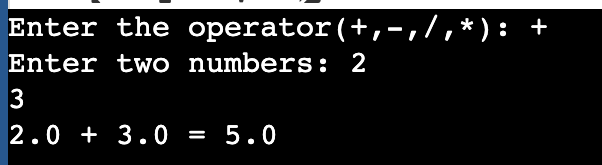 Enter the operator(+,-,/,*): +
Enter two numbers: 2
3
2.0 + 3.0 = 5.0